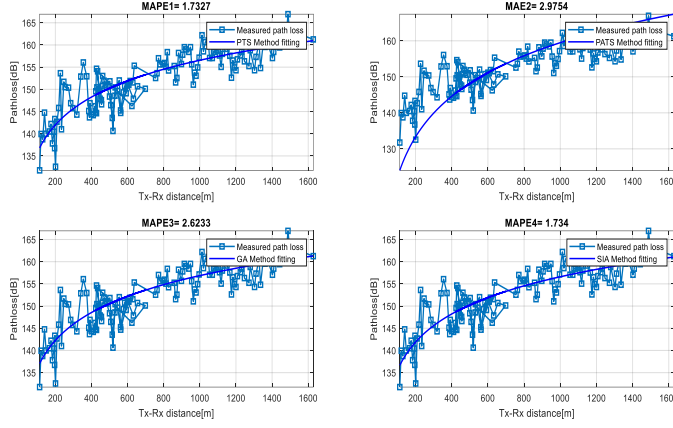 MAPE1= 1.7327
Pathloss[dB]
165
160
155
150
145
140
135
Measured path loss
PTS Method fitting
200 400 600 800 1000 1200 1400 1600
Tx-Rx distance[m]
MAE2= 2.9754
Pathloss[dB]
160
150
140
130
Measured path loss
PATS Method fitting
200 400 600 800 1000 1200 1400 1600
Tx-Rx distance[m]
MAPE3= 2.6233
Pathloss[dB]
165
160
155
150
145
140
135
Measured path loss
GA Method fitting
200 400 600 800 1000 1200 1400 1600
Tx-Rx distance[m]
MAPE4= 1.734
Pathloss[dB]
165
160
155
150
145
140
135
Measured path loss
SIA Method fitting
200 400 600 800 1000 1200 1400 1600
Tx-Rx distance[m]